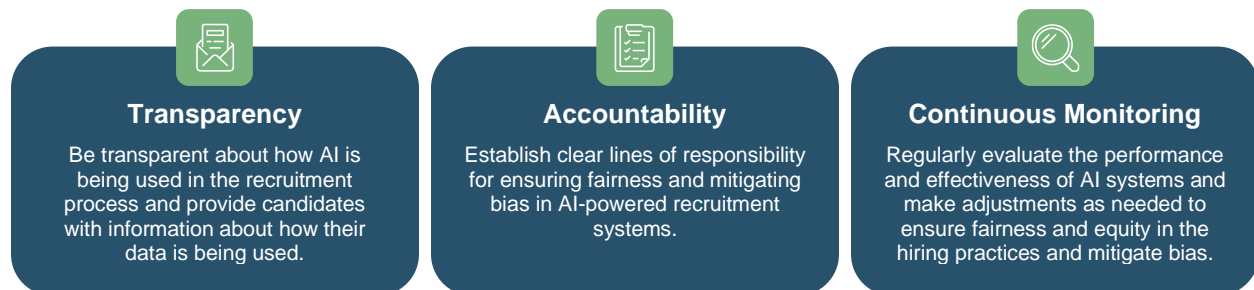 Transparency
Be transparent about how AI is
being used in the recruitment
process and provide candidates
with information about how their
data is being used.
Accountability
Establish clear lines of responsibility
for ensuring fairness and mitigating
bias in AI-powered recruitment
systems.
Continuous Monitoring
Regularly evaluate the performance
and effectiveness of AI systems and
make adjustments as needed to
ensure fairness and equity in the
hiring practices and mitigate bias.